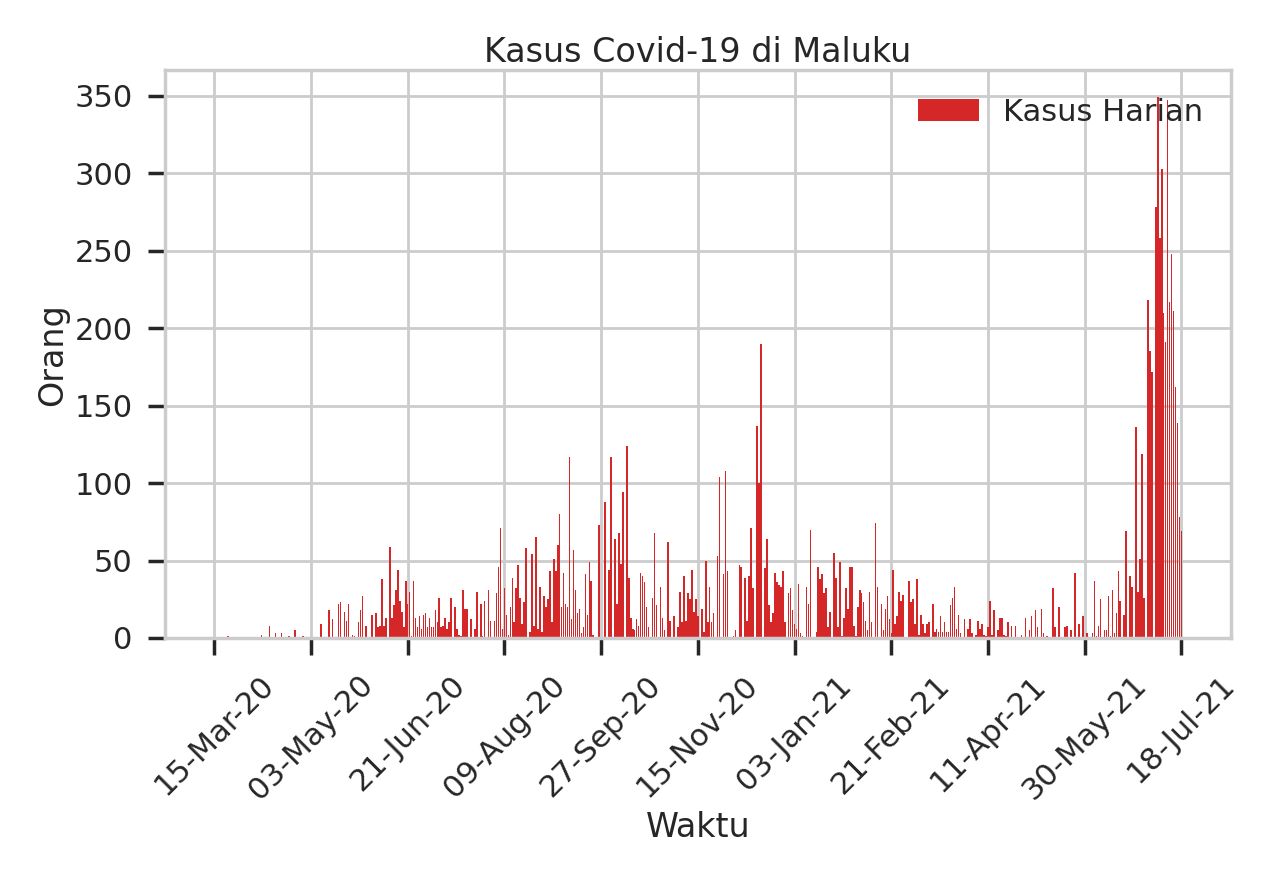 Kasus Covid-19 di Maluku
Kasus Harian
350
300
250
200
150
100
50
0
Orang
15-Mar-20
03-May-20
21-Jun-20
09-Aug-20
27-Sep-20
15-Nov-20
03-Jan-21
21-Feb-21
11-Apr-21
30-May-21
18-Jul-21
Waktu